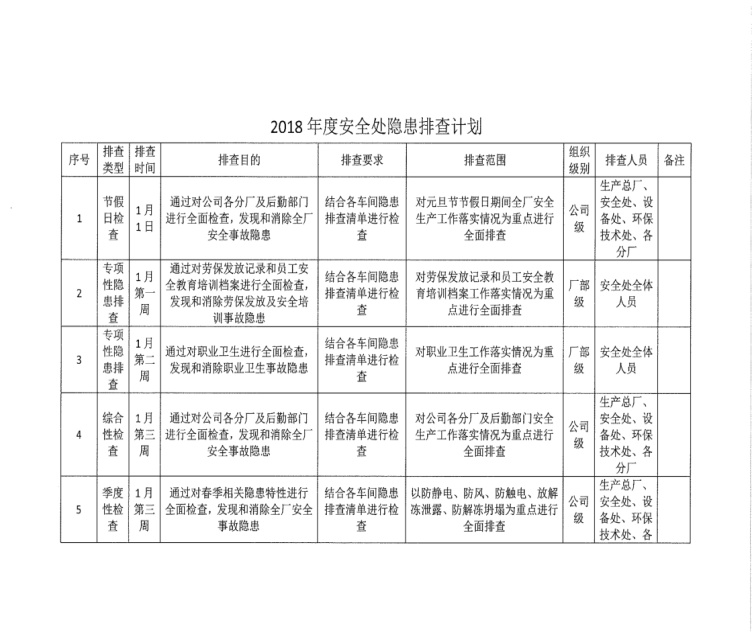 2018 年度安全处隐患排查计划
序号 排查类型 排查时间 排查目的 排查要求 排查范围 组织级别 排查人员 备注
1 节假日检查 1月1日 通过对公司各分厂及后勤部门进行全面检查，发现和消除全厂安全事故隐患 结合各车间隐患排查清单进行检查 对元旦节节假日期间全厂安全生产工作落实情况为重点进行全面排查 公司级 生产总厂、安全处、设备处、环保技术处、各分厂
2 专项性隐患排查 1月第一周 通过对劳保发放记录和员工安全教育培训档案进行全面检查，发现和消除劳保发放及安全培训事故隐患 结合各车间隐患排查清单进行检查 对劳保发放记录和员工安全教育培训档案工作落实情况为重点进行全面排查 厂部级 安全处全体人员
3 专项性隐患排查 1月第二周 通过对职业卫生进行全面检查，发现和消除职业卫生事故隐患 结合各车间隐患排查清单进行检查 对职业卫生工作落实情况为重点进行全面排查 厂部级 安全处全体人员
4 综合性检查 1月第三周 通过对公司各分厂及后勤部门进行全面检查，发现和消除全厂安全事故隐患 结合各车间隐患排查清单进行检查 对公司各分厂及后勤部门安全生产工作落实情况为重点进行全面排查 公司级 生产总厂、安全处、设备处、环保技术处、各分厂
5 季度性检查 1月第三周 通过对春季相关隐患特性进行全面检查，发现和消除全厂安全事故隐患 结合各车间隐患排查清单进行检查 以防静电、防风、防触电、放解冻泄露、防解冻坍塌为重点进行全面排查 公司级 生产总厂、安全处、设备处、环保技术处、各